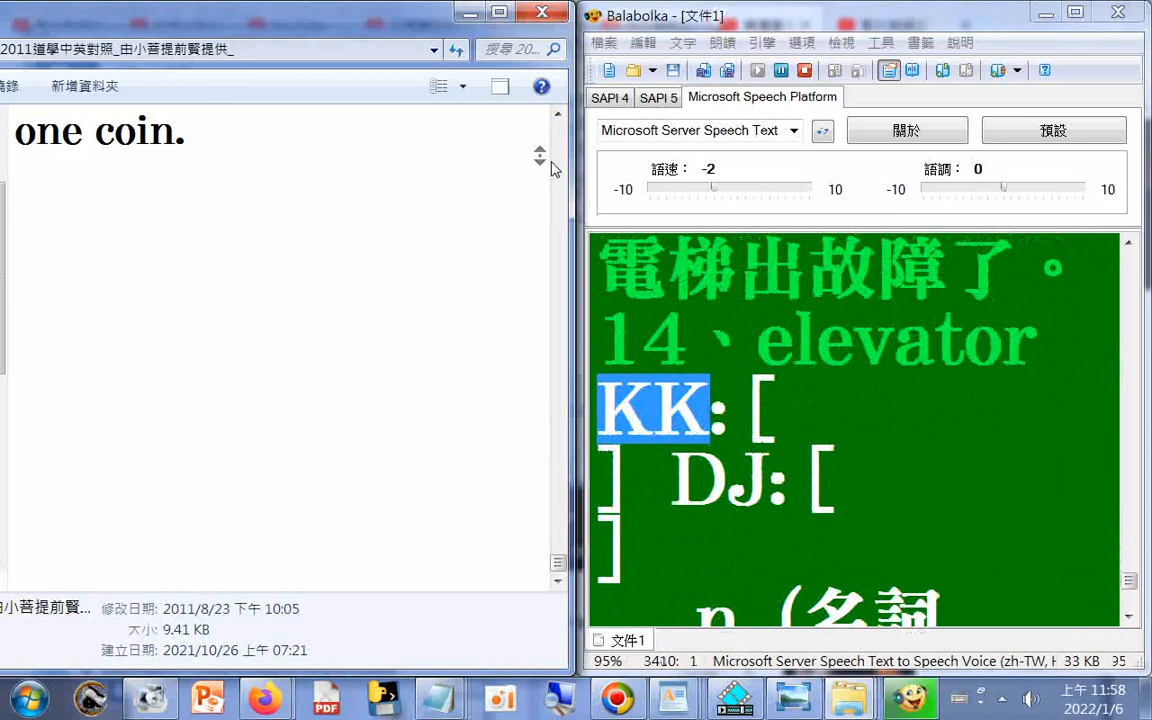 2011道學中英對照_由小菩提前賢提供_
搜尋 20...
燒錄
新增資料夾
one coin.
由小菩提前賢... 修改日期: 2011/8/23 下午 10:05
大小: 9.41 KB
建立日期: 2021/10/26 上午 07:21
Balabolka - [文件1]
檔案 編輯 文字 朗讀 引擎 選項 檢視 工具 書籤 說明
SAPI 4 SAPI 5 Microsoft Speech Platform
Microsoft Server Speech Text 關於 預設
語速： -2 語調： 0
-10 10 -10 10
電梯出故障了。
14、elevator
KK: [
] DJ: [
]
n（名詞
文件1
95% 3410: 1 Microsoft Server Speech Text to Speech Voice (zh-TW, H 33 KB 95
PDF
上午 11:58
2022/1/6